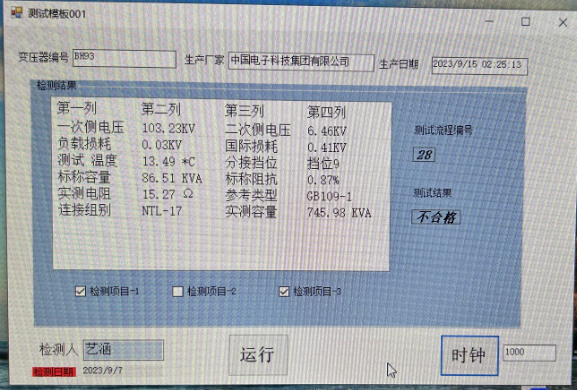 测试模板001
变压器编号 BH93 生产厂家 中国电子科技集团有限公司 生产日期 2023/9/15 02:25:13
检测结果
第一列 第二列 第三列 第四列
一次侧电压 103.23KV 二次侧电压 6.46KV
负载损耗 0.03KV 国际损耗 0.41KV
测试 温度 13.49 *C 分接挡位 挡位9
标称容量 86.51 KVA 标称阻抗 0.87%
实测电阻 15.27 Ω 参考类型 GB109-1
连接组别 NTL-17 实测容量 745.98 KVA
测试流程编号
28
测试结果
不合格
检测项目-1 检测项目-2 检测项目-3
检测人 艺涵 运行 时钟 1000
检测日期 2023/9/7